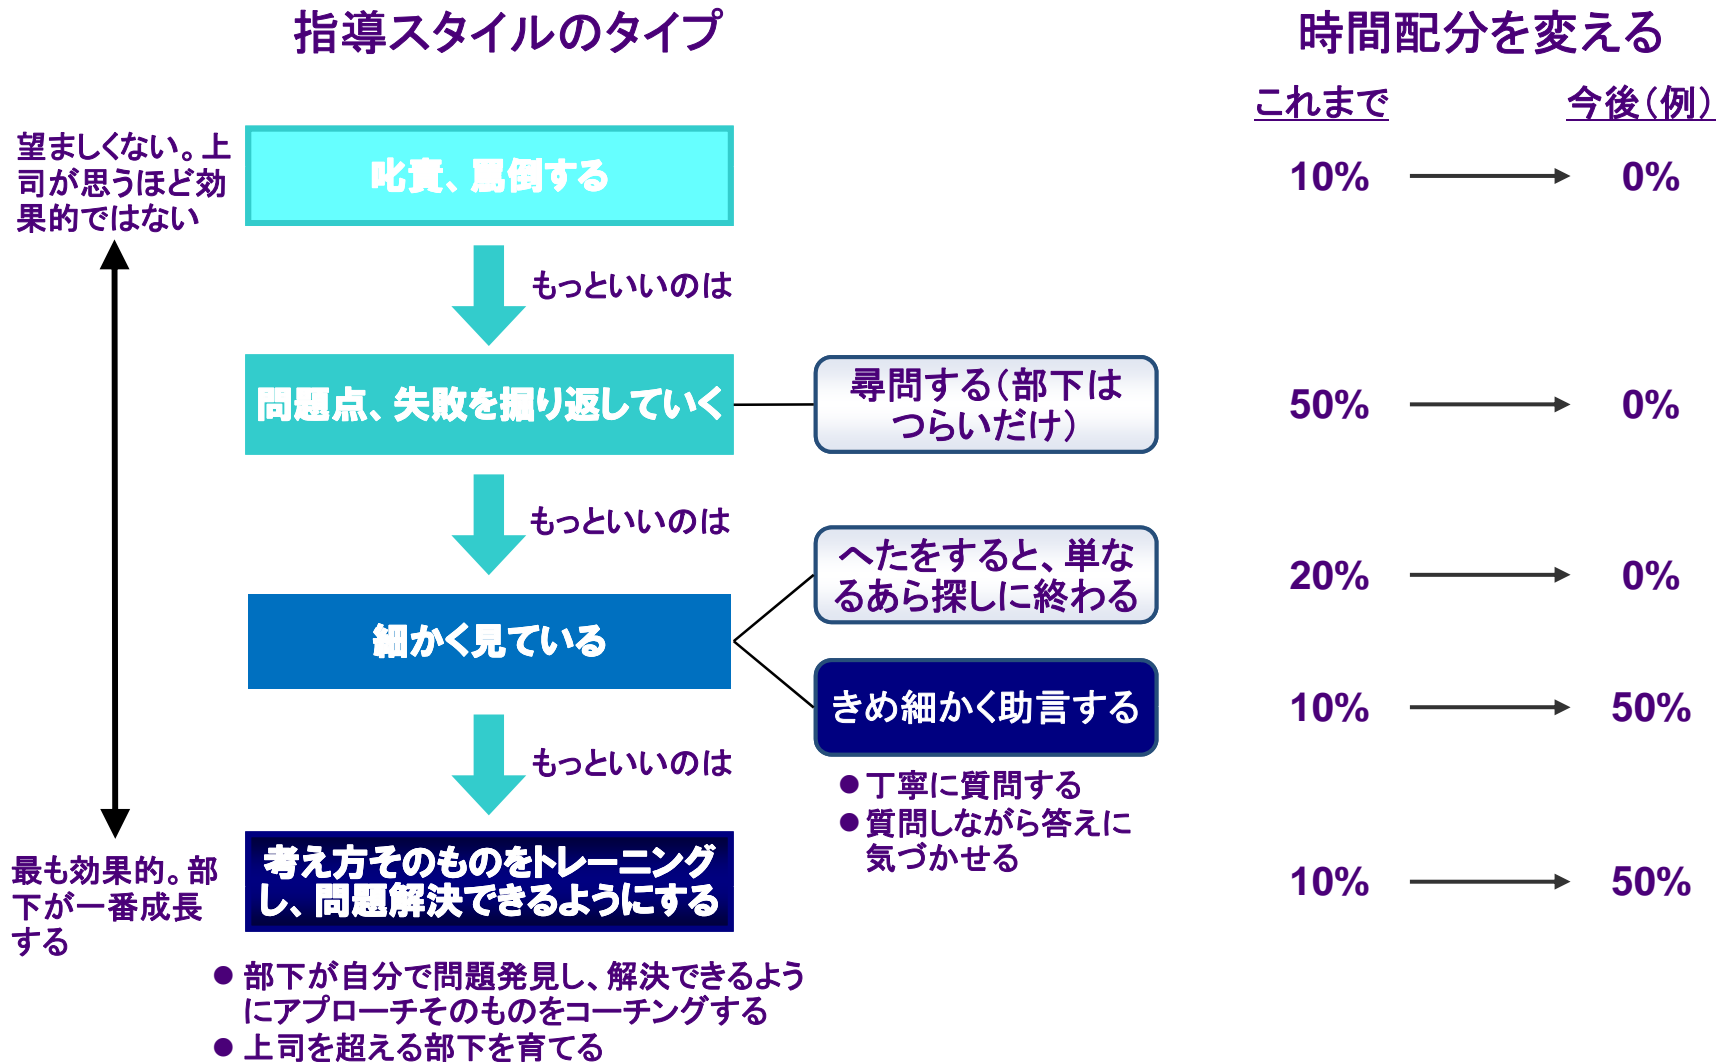 指導スタイルのタイプ
時間配分を変える
これまで
今後（例）
望ましくない。上
司が思うほど効
果的ではない
叱責、罵倒する
10%
0%
もっといいのは
問題点、失敗を掘り返していく
尋問する（部下は
つらいだけ）
50%
0%
もっといいのは
へたをすると、単な
るあら探しに終わる
20%
0%
細かく見ている
きめ細かく助言する
10%
50%
もっといいのは
● 丁寧に質問する
● 質問しながら答えに
気づかせる
最も効果的。部
下が一番成長
する
考え方そのものをトレーニング
し、問題解決できるようにする
10%
50%
● 部下が自分で問題発見し、解決できるよう
にアプローチそのものをコーチングする
● 上司を超える部下を育てる